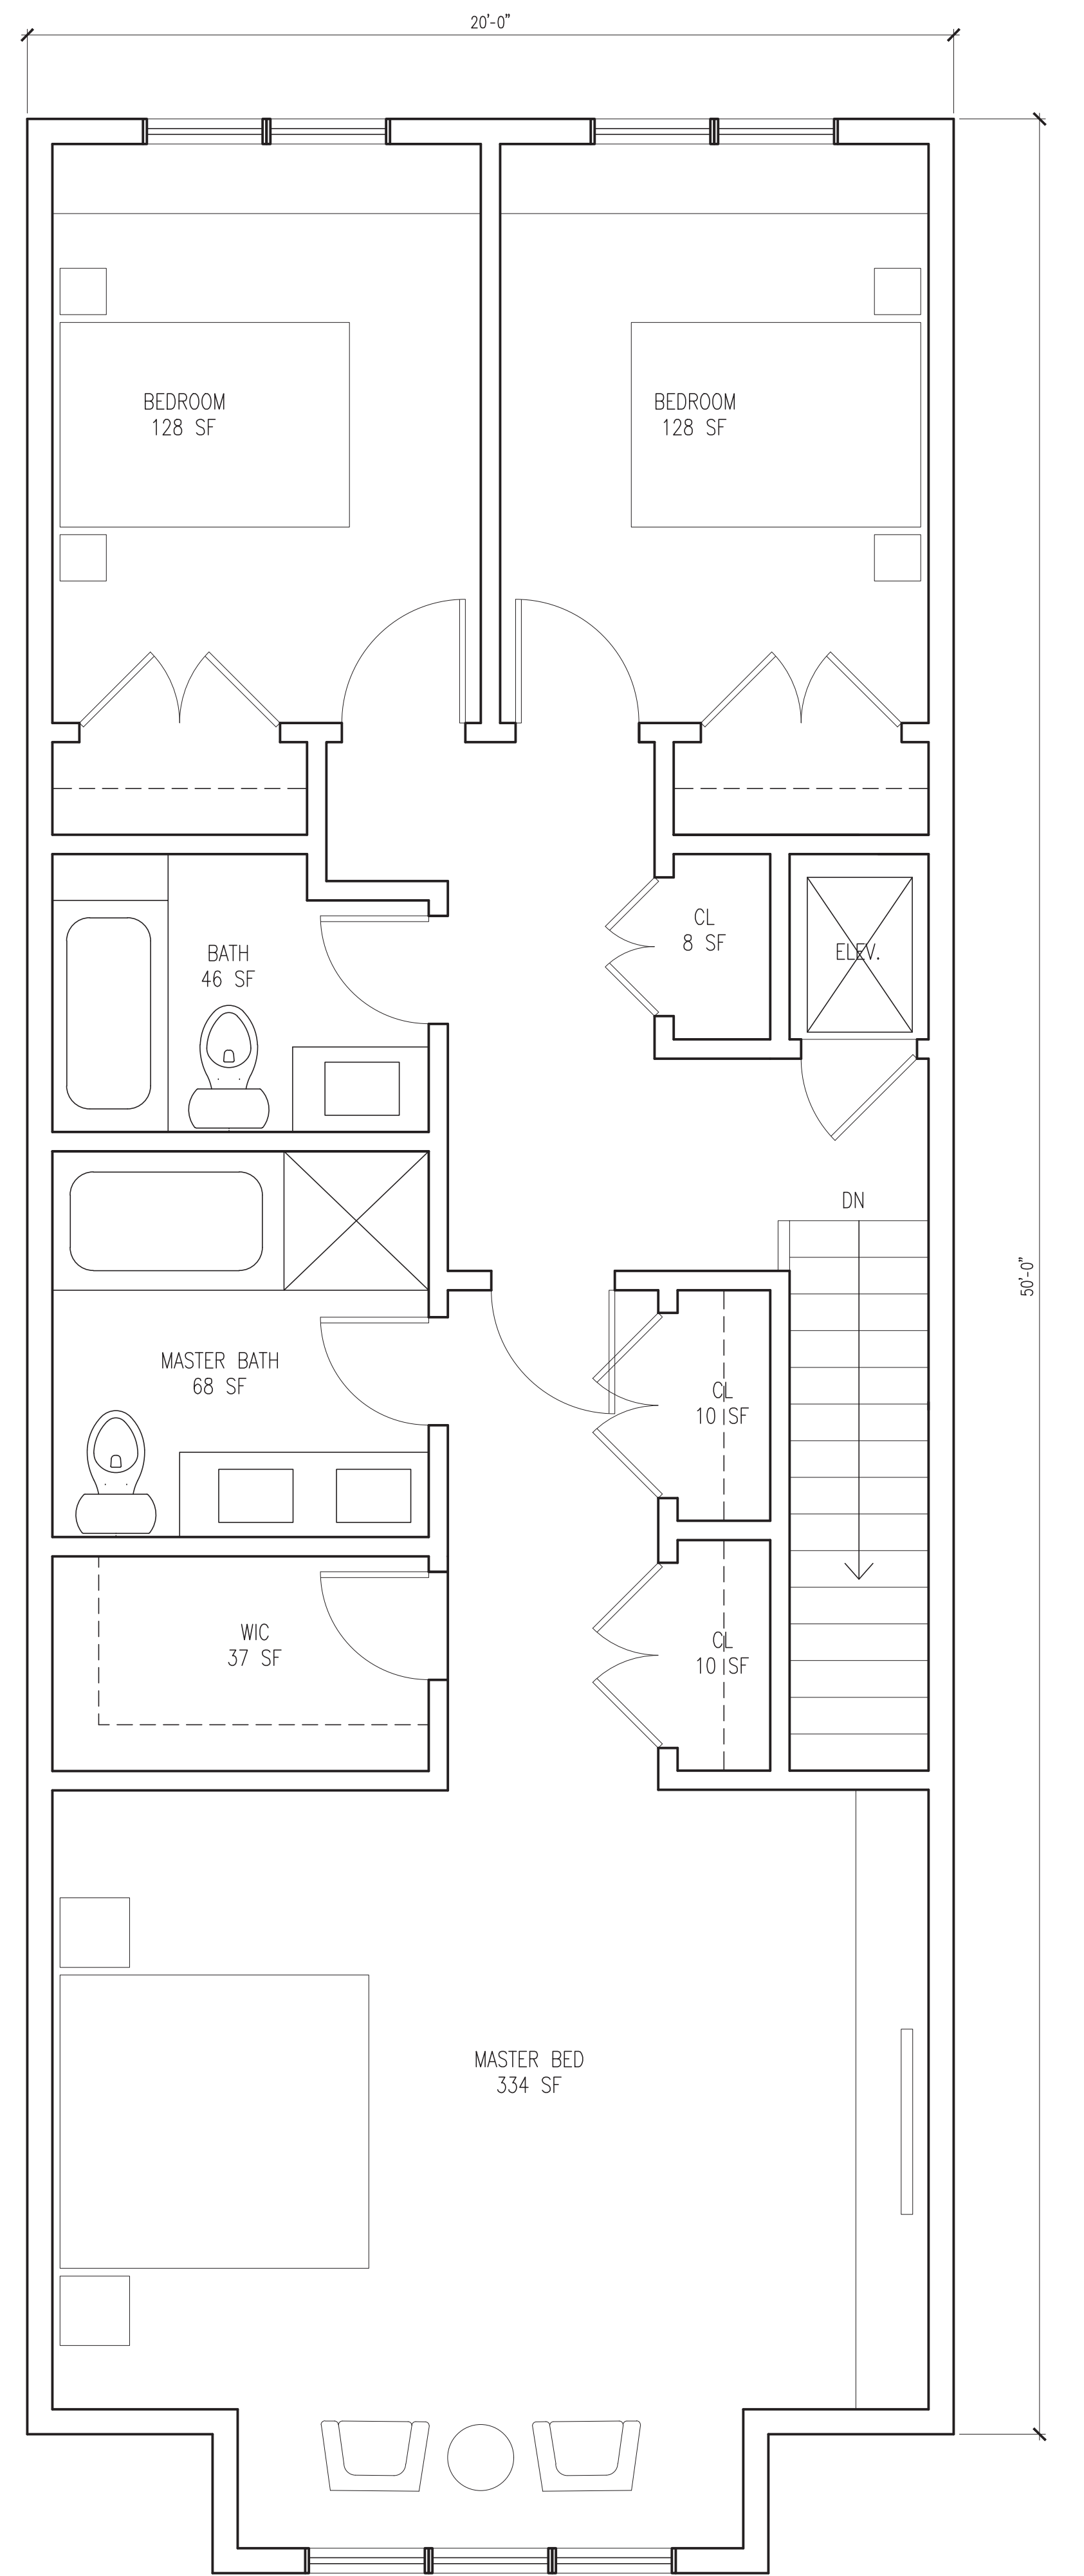 20'-0"
BEDROOM
128 SF
BEDROOM
128 SF
CL
8 SF
ELEV.
BATH
46 SF
DN
50'-0"
MASTER BATH
68 SF
CL
10 SF
WIC
37 SF
CL
10 SF
MASTER BED
334 SF